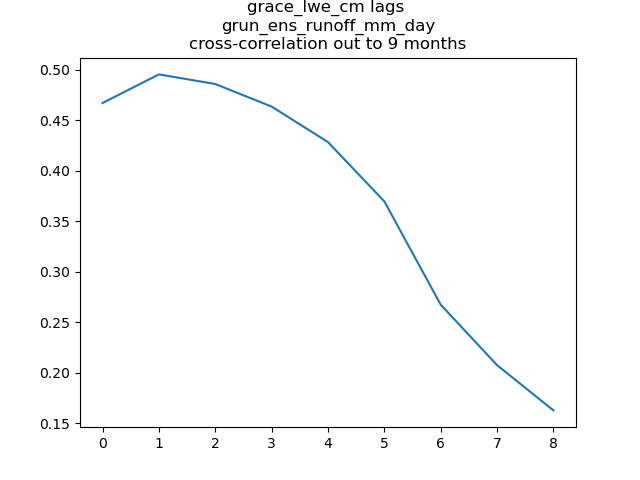 grace_lwe_cm lags
grun_ens_runoff_mm_day
cross-correlation out to 9 months
0.50
0.45
0.40
0.35
0.30
0.25
0.20
0.15
0 1 2 3 4 5 6 7 8